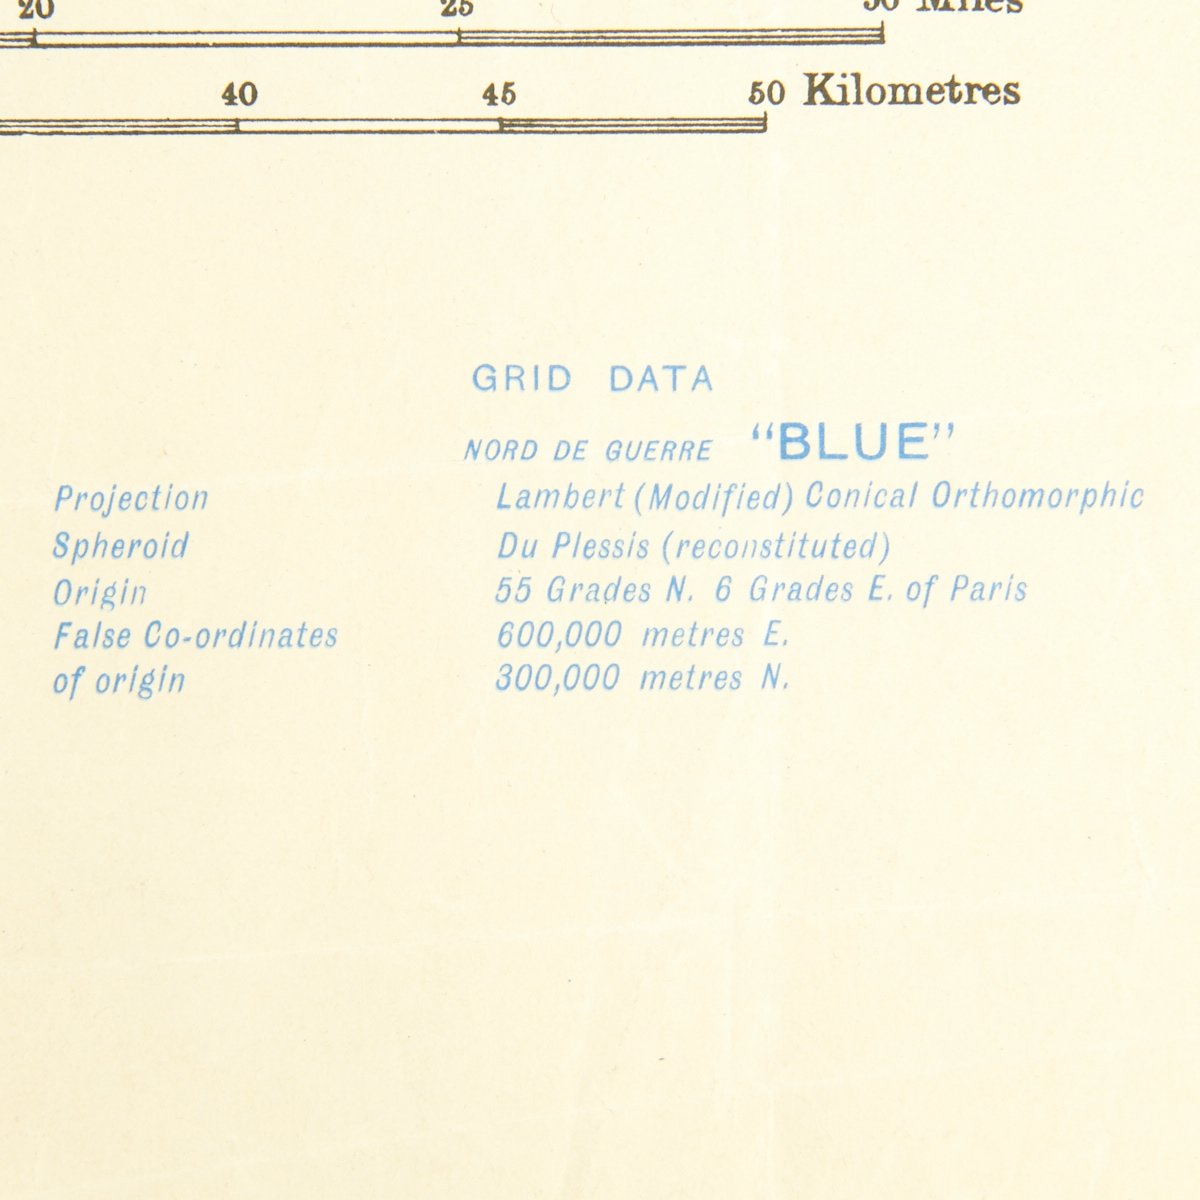 20 25 30 Miles
40 45 50 Kilometres
GRID DATA
NORD DE GUERRE "BLUE"
Projection Lambert (Modified) Conical Orthomorphic
Spheroid Du Plessis (reconstituted)
Origin 55 Grades N. 6 Grades E. of Paris
False Co-ordinates 600,000 metres E.
of origin 300,000 metres N.